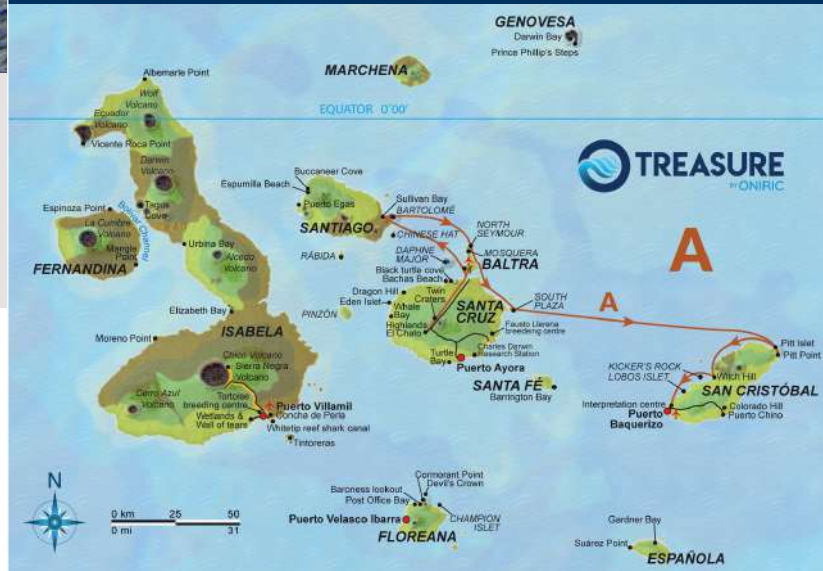 GENOVESA
Darwin Bay
Prince Phillip's Steps
MARCHENA
Albemarle Point
Wolf
Volcano
Ecuador
Volcano
EQUATOR 0°00'
Vicente Roca Point
Darwin
Volcano
TREASURE
BY ONIRIC
Buccaneer Cove
Espumilla Beach
Puerto Egas
Sullivan Bay
BARTOLOMÉ
SANTIAGO
CHINESE HAT
NORTH
SEYMOUR
MOSQUERA
A
Espinoza Point
Tagus
Cove
Bolivar Channel
La Cumbre
Volcano
Mangle
Point
FERNANDINA
Urbina Bay
Alcedo
Volcano
RÁBIDA
DAPHNE
MAJOR
BALTRA
Black turtle cove
Bachas Beach
Twin
Craters
Dragon Hill
Eden Islet
SANTA
CRUZ
SOUTH
PLAZA
A
Whale
Bay
PINZÓN
Highlands
El Chato
Fausto Llerena
breedemg centre
Elizabeth Bay
ISABELA
Moreno Point
Turtle
Bay
Charles Darwin
Research Station
Puerto Ayora
Pitt Islet
Pitt Point
Chico Volcano
Sierra Negra
Volcano
KICKER'S ROCK
LOBOS ISLET
Witch Hill
SANTA FÉ
Barrington Bay
SAN CRISTÓBAL
Cerro Azul
Volcano
Tortoise
breeding centre
Puerto Villamil
Interpretation centre
Puerto
Baquerizo
Colorado Hill
Puerto Chino
Wetlands &
Wall of tears
Concha de Perla
Whitetip reef shark canal
Tintoreras
N
Cormorant Point
Devil's Crown
Baroness lookout
Post Office Bay
0 km 25 50
0 mi 31
Puerto Velasco Ibarra
CHAMPION
ISLET
FLOREANA
Gardner Bay
Suárez Point
ESPAÑOLA